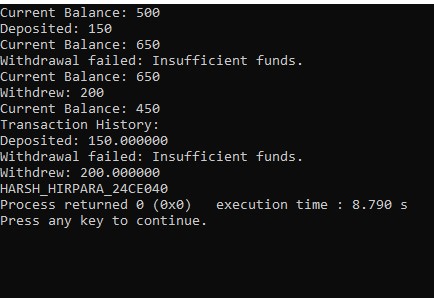 Current Balance: 500
Deposited: 150
Current Balance: 650
Withdrawal failed: Insufficient funds.
Current Balance: 650
Withdrew: 200
Current Balance: 450
Transaction History:
Deposited: 150.000000
Withdrawal failed: Insufficient funds.
Withdrew: 200.000000
HARSH_HIRPARA_24CE040
Process returned 0 (0x0)   execution time : 8.790 s
Press any key to continue.